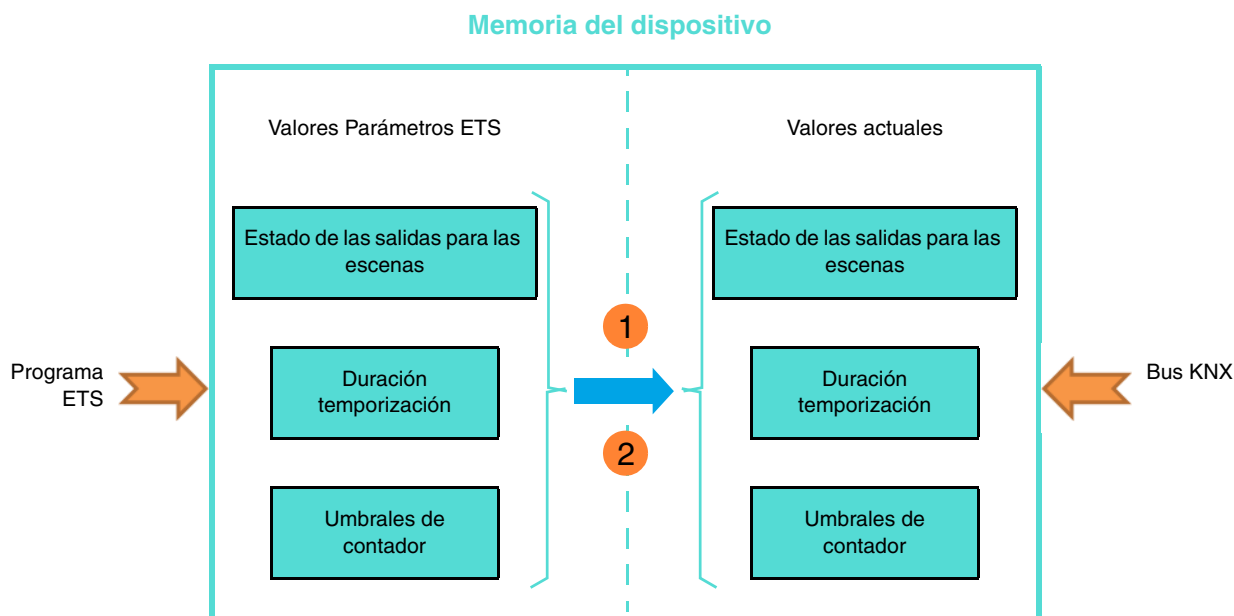 Memoria del dispositivo
Valores Parámetros ETS
Valores actuales
Estado de las salidas para las
escenas
Estado de las salidas para las
escenas
1
Programa
ETS
Duración
temporización
Duración
temporización
Bus KNX
2
Umbrales de
contador
Umbrales de
contador